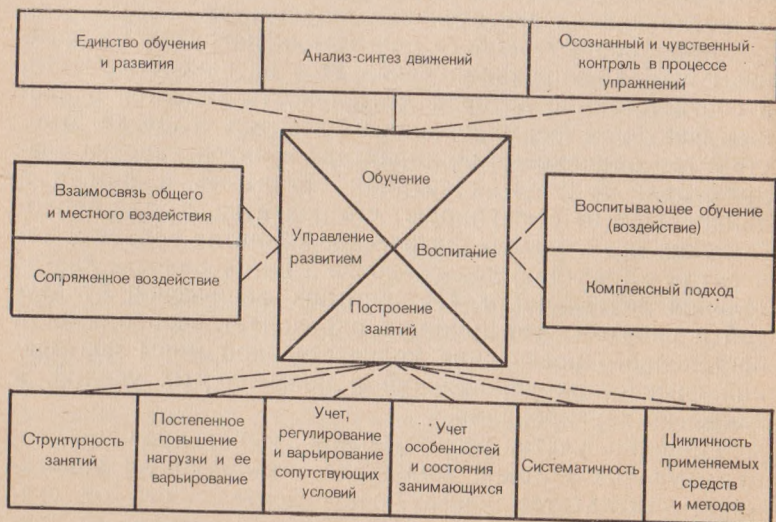 Единство обучения
и развития
Анализ-синтез движений
Осознанный и чувственный
контроль в процессе
упражнений
Обучение
Взаимосвязь общего
и местного воздействия
Сопряженное воздействие
Управление
развитием
Воспитание
Воспитывающее обучение
(воздействие)
Комплексный подход
Построение
занятий
Структурность
занятий
Постепенное
повышение
нагрузки и ее
варьирование
Учет,
регулирование
и варьирование
сопутствующих
условий
Учет
особенностей
и состояния
занимающихся
Систематичность
Цикличность
применяемых
средств
и методов